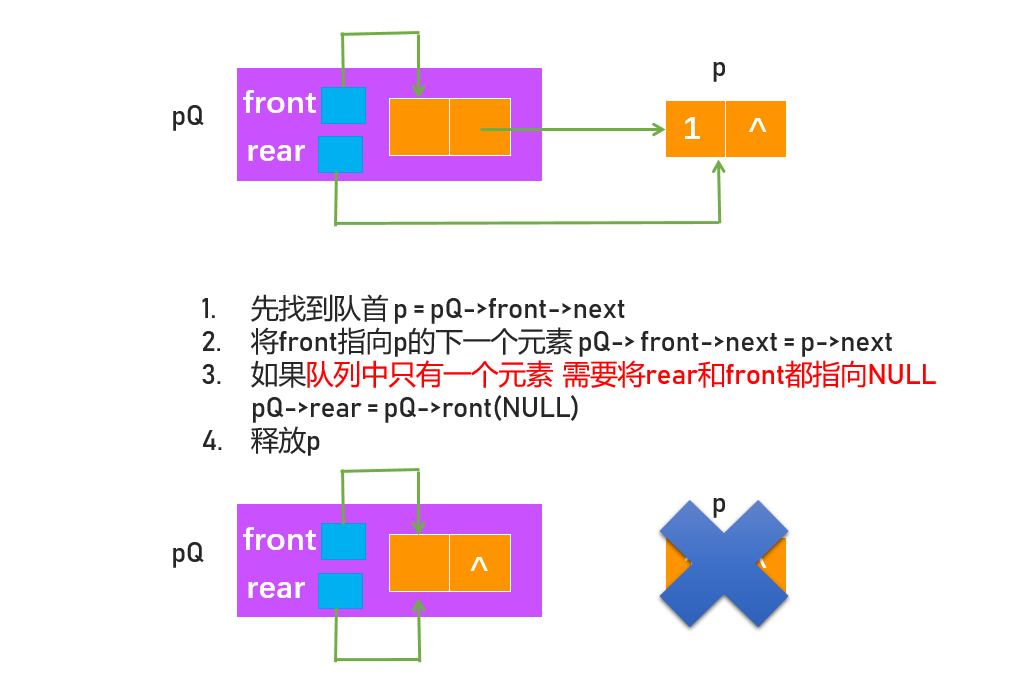 p
pQ
front
rear
1 ^
1. 先找到队首 p = pQ->front->next
2. 将front指向p的下一个元素 pQ-> front->next = p->next
3. 如果队列中只有一个元素 需要将rear和front都指向NULL
pQ->rear = pQ->ront(NULL)
4. 释放p
p
pQ
front
rear
^